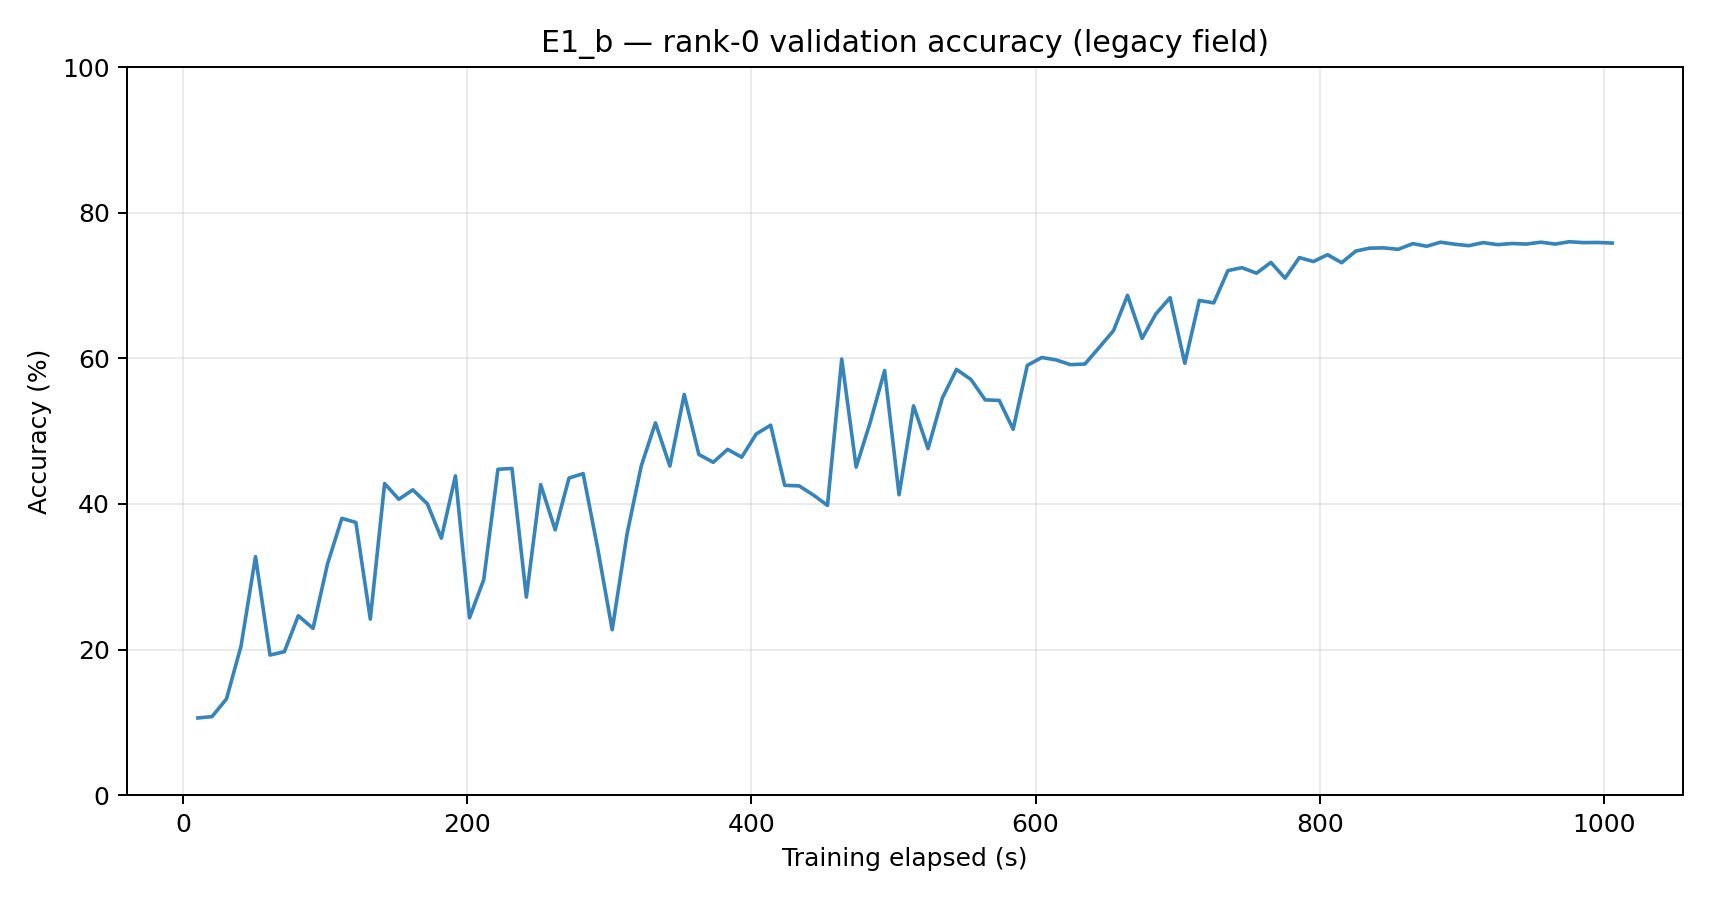 E1_b — rank-0 validation accuracy (legacy field)
100
80
60
40
20
0
Accuracy (%)
0 200 400 600 800 1000
Training elapsed (s)